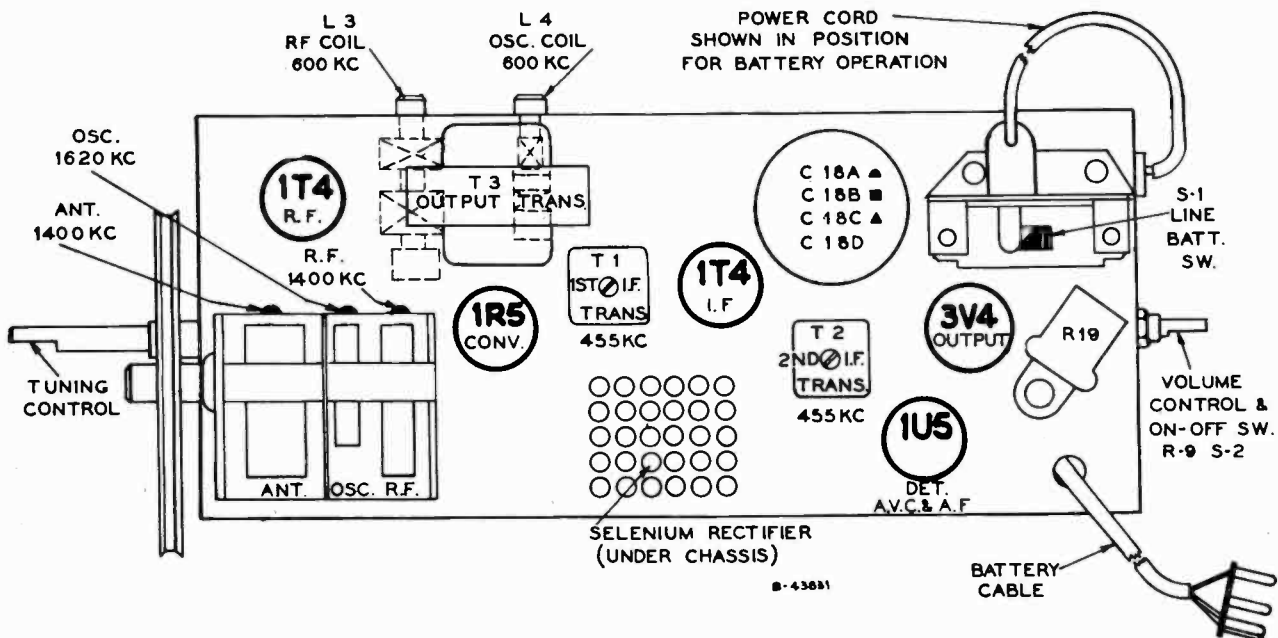 L 3
RF COIL
600 KC
L 4
OSC. COIL
600 KC
POWER CORD
SHOWN IN POSITION
FOR BATTERY OPERATION
OSC.
1620 KC
ANT.
1400 KC
R.F.
1400 KC
1T4
R.F.
T 3
OUTPUT TRANS.
C 18A
C 18B
C 18C
C 18D
S-1
LINE
BATT.
SW.
T 1
1ST I.F.
TRANS
455KC
1T4
I.F
1R5
CONV.
T 2
2ND I.F.
TRANS.
455KC
3V4
OUTPUT
R19
TUNING
CONTROL
VOLUME
CONTROL &
ON-OFF SW.
R-9 S-2
1U5
DET.
A.V.C.& A.F
ANT. OSC. R.F.
SELENIUM RECTIFIER
(UNDER CHASSIS)
BATTERY
CABLE
B-43831